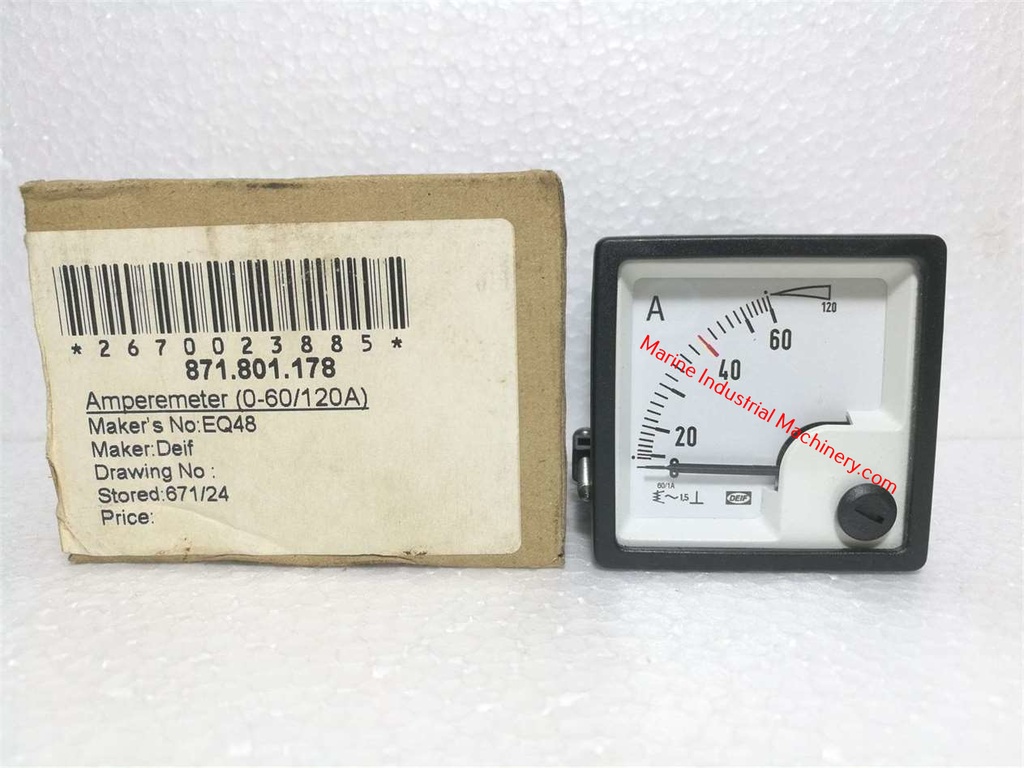 *2670023885*
871.801.178
Amperemeter (0-60/120A)
Maker's No:EQ48
Maker:Deif
Drawing No :
Stored:671/24
Price:
A
120
60
40
20
0
60/1A
~1,5
DEIF
Marine Industrial Machinery.com